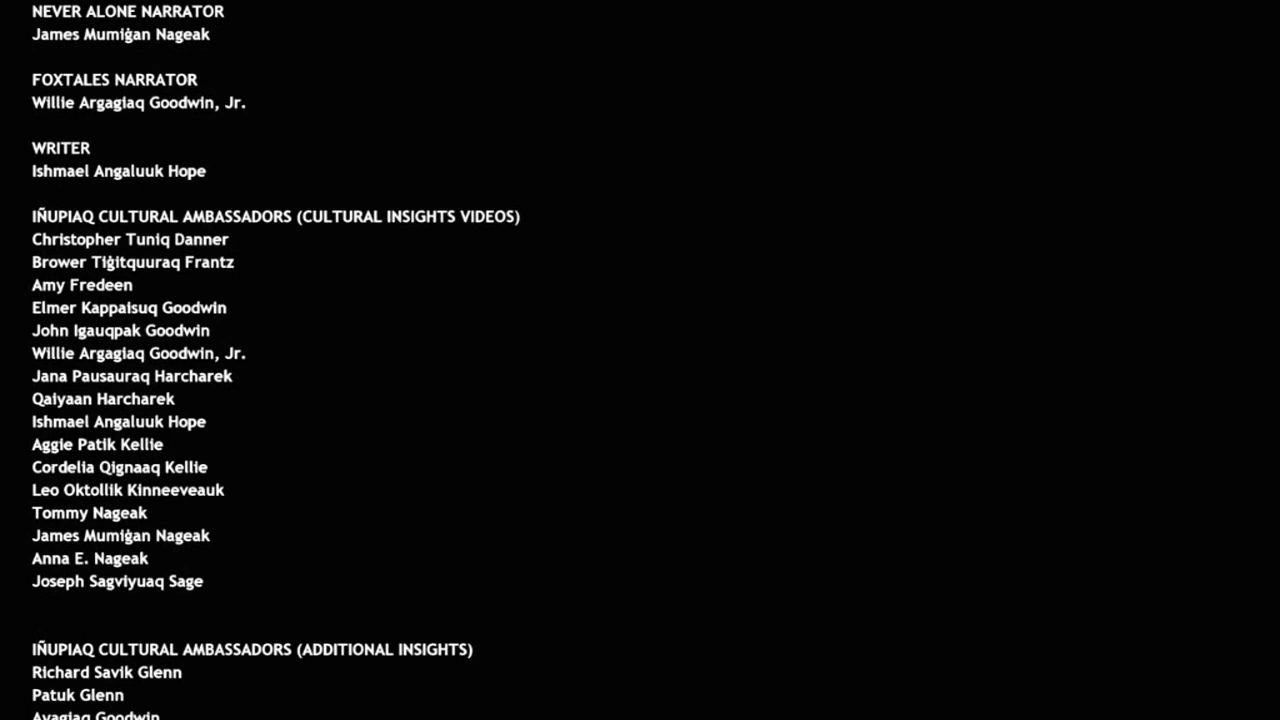 NEVER ALONE NARRATOR
James Mumiġan Nageak
FOXTALES NARRATOR
Willie Argagiaq Goodwin, Jr.
WRITER
Ishmael Angaluuk Hope
IÑUPIAQ CULTURAL AMBASSADORS (CULTURAL INSIGHTS VIDEOS)
Christopher Tuniq Danner
Brower Tiġitquuraq Frantz
Amy Fredeen
Elmer Kappaisuq Goodwin
John Igauqpak Goodwin
Willie Argagiaq Goodwin, Jr.
Jana Pausauraq Harcharek
Qaiyaan Harcharek
Ishmael Angaluuk Hope
Aggie Patik Kellie
Cordelia Qignaaq Kellie
Leo Oktollik Kinneeveauk
Tommy Nageak
James Mumiġan Nageak
Anna E. Nageak
Joseph Sagviyuaq Sage
IÑUPIAQ CULTURAL AMBASSADORS (ADDITIONAL INSIGHTS)
Richard Savik Glenn
Patuk Glenn
Ayagiaq Goodwin